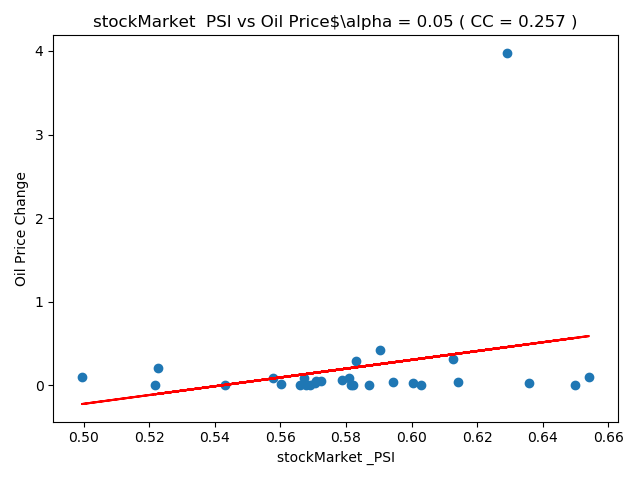 stockMarket  PSI vs Oil Price$\alpha = 0.05 ( CC = 0.257 )
4
3
2
1
0
Oil Price Change
0.50 0.52 0.54 0.56 0.58 0.60 0.62 0.64 0.66
stockMarket _PSI